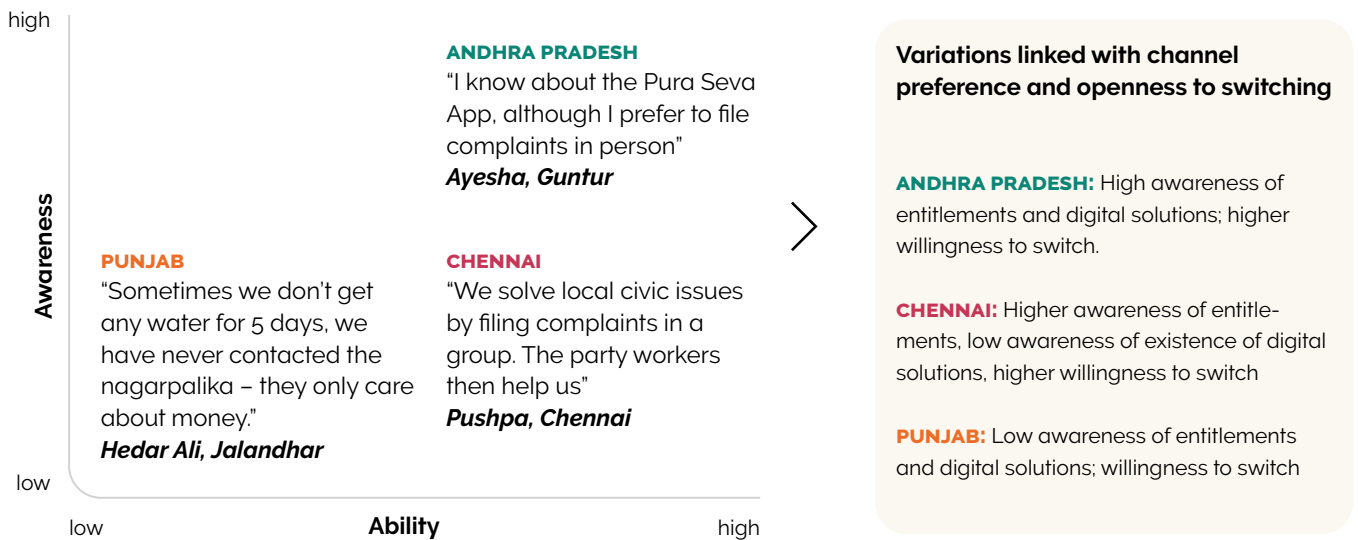 high
Awareness
low
low
Ability
high
ANDHRA PRADESH
“I know about the Pura Seva
App, although I prefer to file
complaints in person”
Ayesha, Guntur
PUNJAB
“Sometimes we don’t get
any water for 5 days, we
have never contacted the
nagarpalika – they only care
about money.”
Hedar Ali, Jalandhar
CHENNAI
“We solve local civic issues
by filing complaints in a
group. The party workers
then help us”
Pushpa, Chennai
Variations linked with channel
preference and openness to switching
ANDHRA PRADESH: High awareness of
entitlements and digital solutions; higher
willingness to switch.
CHENNAI: Higher awareness of entitle-
ments, low awareness of existence of digital
solutions, higher willingness to switch
PUNJAB: Low awareness of entitlements
and digital solutions; willingness to switch